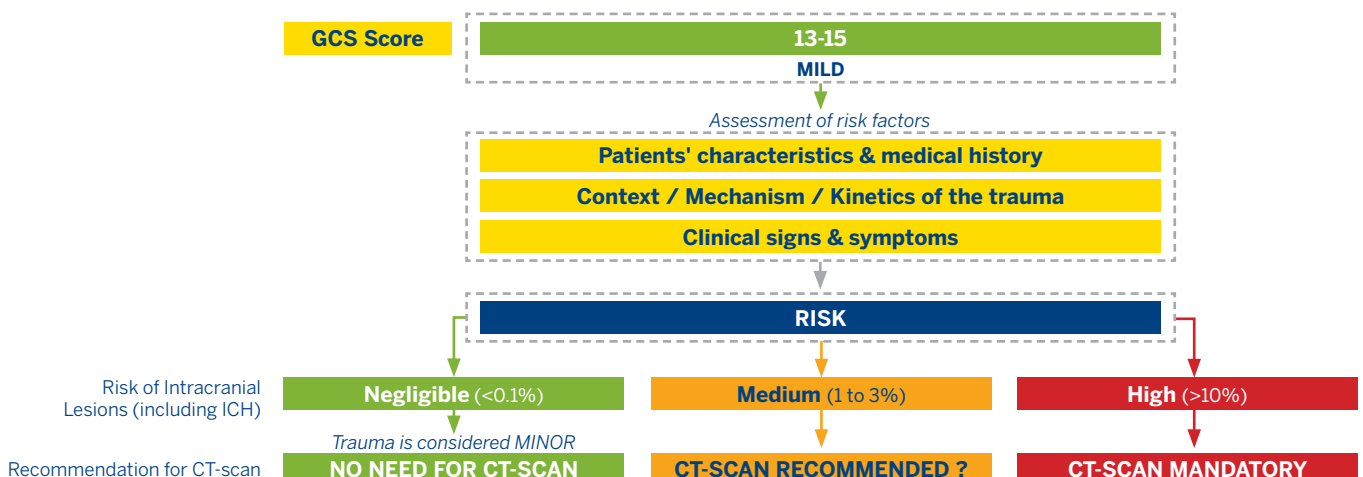 GCS Score
13-15
MILD
Assessment of risk factors
Patients' characteristics & medical history
Context / Mechanism / Kinetics of the trauma
Clinical signs & symptoms
RISK
Risk of Intracranial
Lesions (including ICH)
Negligible (<0.1%)
Medium (1 to 3%)
High (>10%)
Trauma is considered MINOR
Recommendation for CT-scan
NO NEED FOR CT-SCAN
CT-SCAN RECOMMENDED ?
CT-SCAN MANDATORY